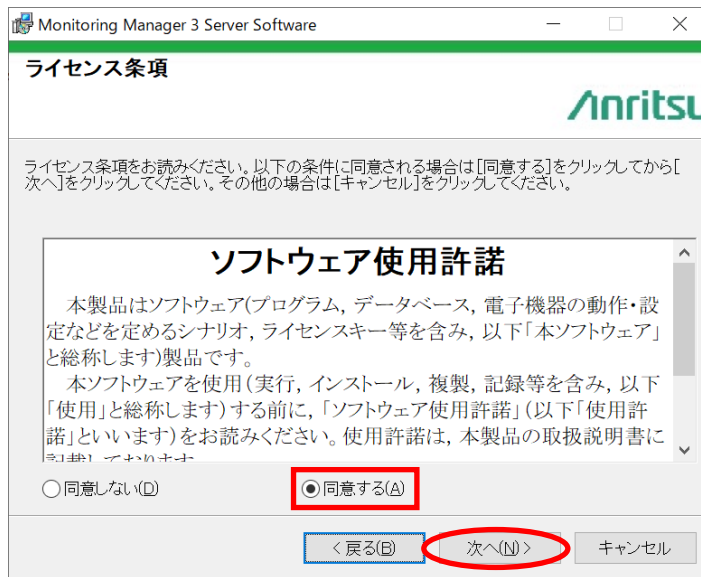 Monitoring Manager 3 Server Software
ライセンス条項
Anritsu
ライセンス条項をお読みください。以下の条件に同意される場合は[同意する]をクリックしてから[
次へ]をクリックしてください。その他の場合は[キャンセル]をクリックしてください。
ソフトウェア使用許諾
本製品はソフトウェア(プログラム, データベース, 電子機器の動作・設
定などを定めるシナリオ, ライセンスキー等を含み, 以下「本ソフトウェア」
と総称します)製品です。
本ソフトウェアを使用(実行, インストール, 複製, 記録等を含み, 以下
「使用」と総称します)する前に,「ソフトウェア使用許諾」(以下「使用許
諾」といいます)をお読みください。使用許諾は, 本製品の取扱説明書に
記載しております
同意しない(D) 同意する(A)
< 戻る(B) 次へ(N) > キャンセル